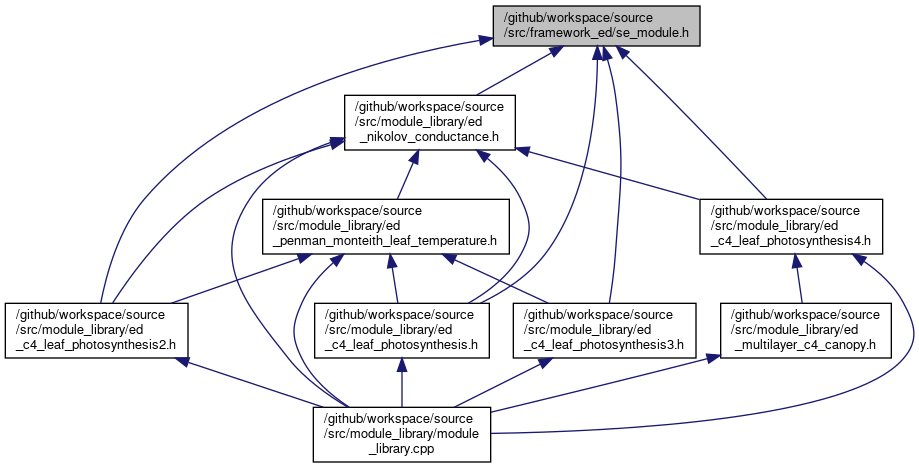 /github/workspace/source
/src/framework_ed/se_module.h
/github/workspace/source
/src/module_library/ed
_nikolov_conductance.h
/github/workspace/source
/src/module_library/ed
_penman_monteith_leaf_temperature.h
/github/workspace/source
/src/module_library/ed
_c4_leaf_photosynthesis4.h
/github/workspace/source
/src/module_library/ed
_c4_leaf_photosynthesis2.h
/github/workspace/source
/src/module_library/ed
_c4_leaf_photosynthesis.h
/github/workspace/source
/src/module_library/ed
_c4_leaf_photosynthesis3.h
/github/workspace/source
/src/module_library/ed
_multilayer_c4_canopy.h
/github/workspace/source
/src/module_library/module
_library.cpp